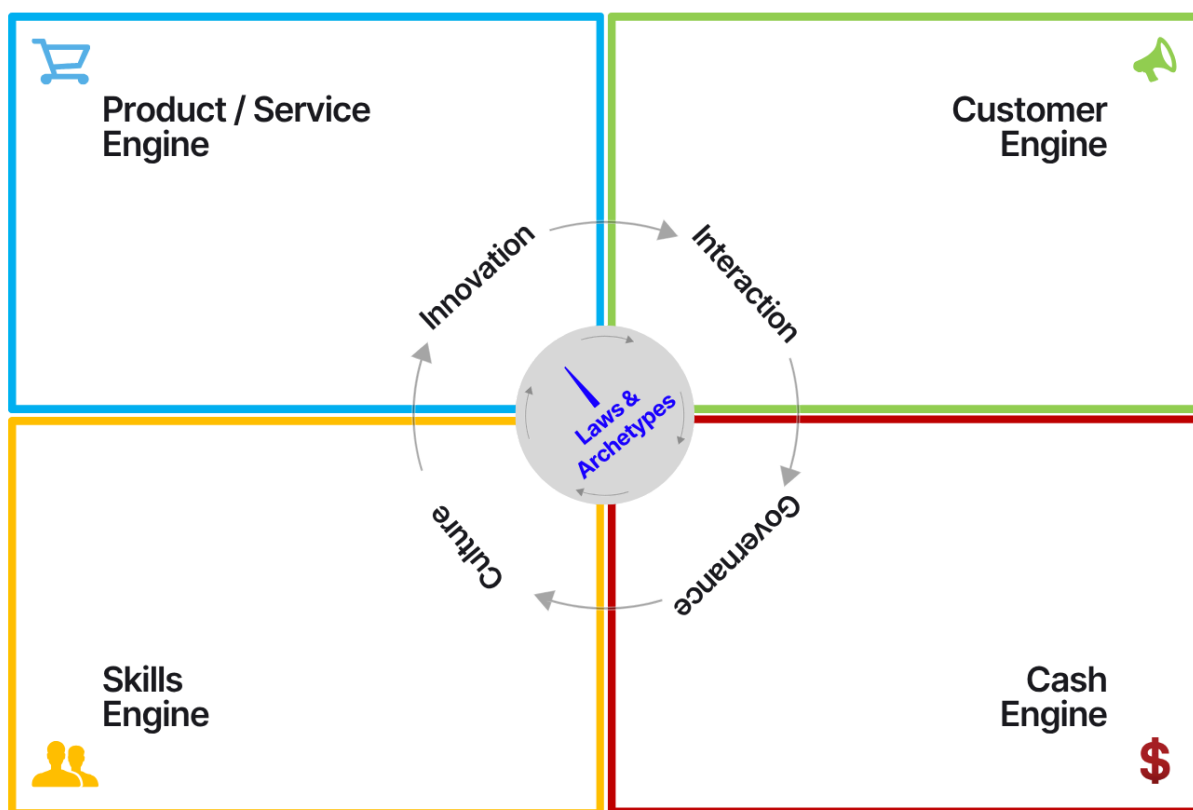 Product / Service
Engine
Customer
Engine
Innovation
Interaction
Laws &
Archetypes
Culture
Governance
Skills
Engine
Cash
Engine
$